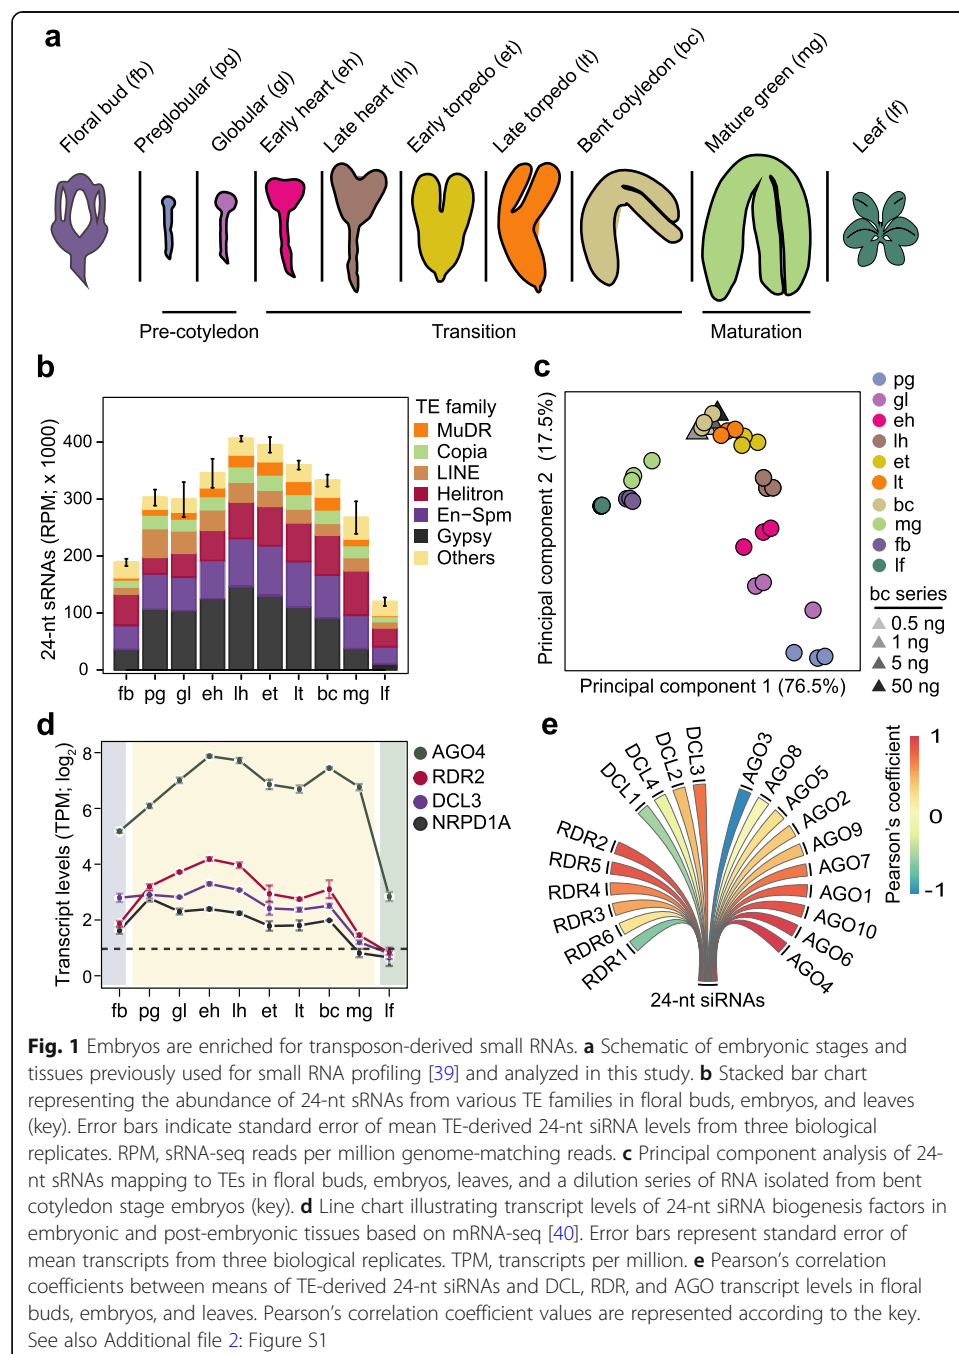 a
Floral bud (fb)
Preglobular (pg)
Globular (gl)
Early heart (eh)
Late heart (lh)
Early torpedo (et)
Late torpedo (lt)
Bent cotyledon (bc)
Mature green (mg)
Leaf (lf)
Pre-cotyledon
Transition
Maturation
b
24-nt sRNAs (RPM; x 1000)
400
300
200
100
0
fb pg gl eh lh et lt bc mg lf
TE family
MuDR
Copia
LINE
Helitron
En-Spm
Gypsy
Others
c
Principal component 2 (17.5%)
Principal component 1 (76.5%)
pg
gl
eh
lh
et
lt
bc
mg
fb
lf
bc series
0.5 ng
1 ng
5 ng
50 ng
d
Transcript levels (TPM; log2)
8
6
4
2
0
fb pg gl eh lh et lt bc mg lf
AGO4
RDR2
DCL3
NRPD1A
e
RDR1
RDR6
RDR3
RDR4
RDR5
RDR2
DCL1
DCL4
DCL2
DCL3
AGO3
AGO8
AGO5
AGO2
AGO9
AGO7
AGO1
AGO10
AGO6
AGO4
24-nt siRNAs
Pearson's coefficient
1
0
-1
Fig. 1 Embryos are enriched for transposon-derived small RNAs. a Schematic of embryonic stages and
tissues previously used for small RNA profiling [39] and analyzed in this study. b Stacked bar chart
representing the abundance of 24-nt sRNAs from various TE families in floral buds, embryos, and leaves
(key). Error bars indicate standard error of mean TE-derived 24-nt siRNA levels from three biological
replicates. RPM, sRNA-seq reads per million genome-matching reads. c Principal component analysis of 24-
nt sRNAs mapping to TEs in floral buds, embryos, leaves, and a dilution series of RNA isolated from bent
cotyledon stage embryos (key). d Line chart illustrating transcript levels of 24-nt siRNA biogenesis factors in
embryonic and post-embryonic tissues based on mRNA-seq [40]. Error bars represent standard error of
mean transcripts from three biological replicates. TPM, transcripts per million. e Pearson's correlation
coefficients between means of TE-derived 24-nt siRNAs and DCL, RDR, and AGO transcript levels in floral
buds, embryos, and leaves. Pearson's correlation coefficient values are represented according to the key.
See also Additional file 2: Figure S1